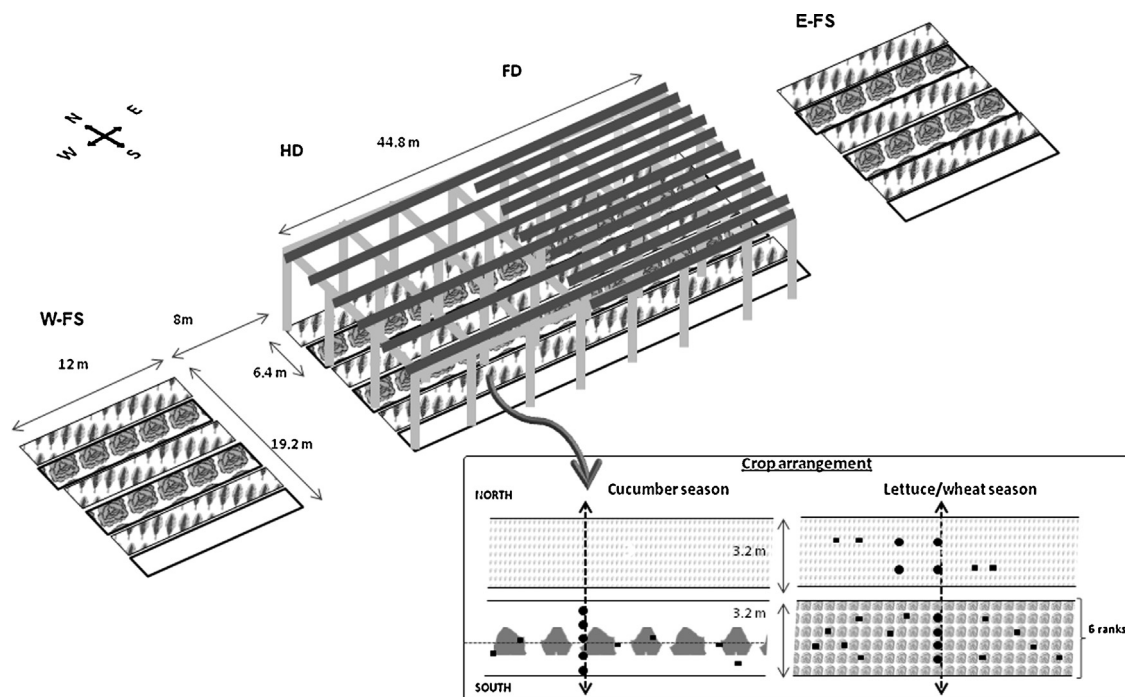 E-FS
FD
N
E
W
S
44.8 m
HD
W-FS
8m
12 m
6.4 m
19.2 m
Crop arrangement
NORTH
Cucumber season
Lettuce/wheat season
3.2 m
3.2 m
6 ranks
SOUTH